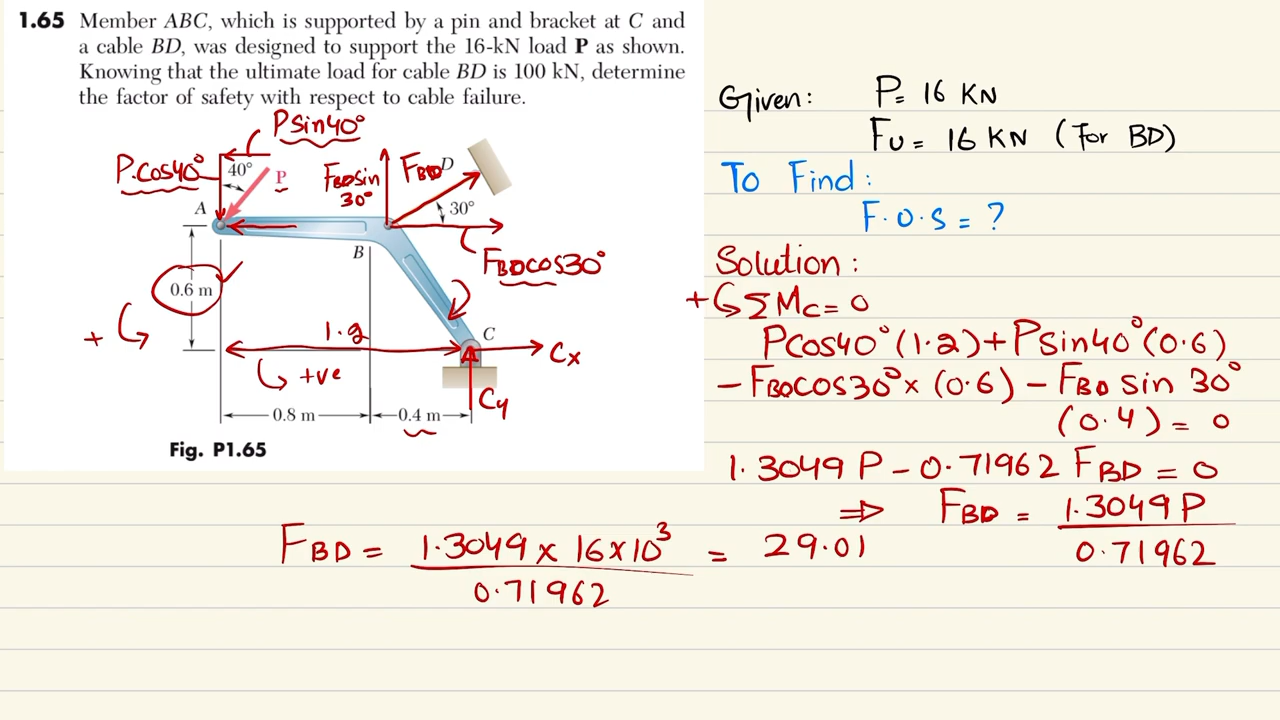 1.65 Member ABC, which is supported by a pin and bracket at C and
a cable BD, was designed to support the 16-kN load P as shown.
Knowing that the ultimate load for cable BD is 100 kN, determine
the factor of safety with respect to cable failure.
P Sin40°
P.Cos40°
40°
P
FBD sin
30°
FBD
D
A
30°
B
FBDCos30°
0.6 m
+
1.2
C
Cx
+ve
Cy
0.8 m
0.4 m
Fig. P1.65
Given: P= 16 KN
Fu= 16 KN (For BD)
To Find:
F.O.S = ?
Solution:
+↺ ΣMc= 0
PCos40°(1.2)+PSin40°(0.6)
-FBDCos30°×(0.6) - FBD Sin 30°
(0.4) = 0
1.3049 P - 0.71962 FBD = 0
⇒ FBD = 1.3049 P
0.71962
FBD = 1.3049 × 16×10³ = 29.01
0.71962